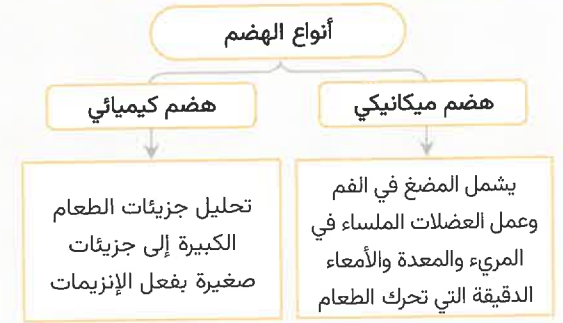 أنواع الهضم
هضم ميكانيكي
هضم كيميائي
يشمل المضغ في الفم
وعمل العضلات الملساء في
المريء والمعدة والأمعاء
الدقيقة التي تحرك الطعام
تحليل جزيئات الطعام
الكبيرة إلى جزيئات
صغيرة بفعل الإنزيمات